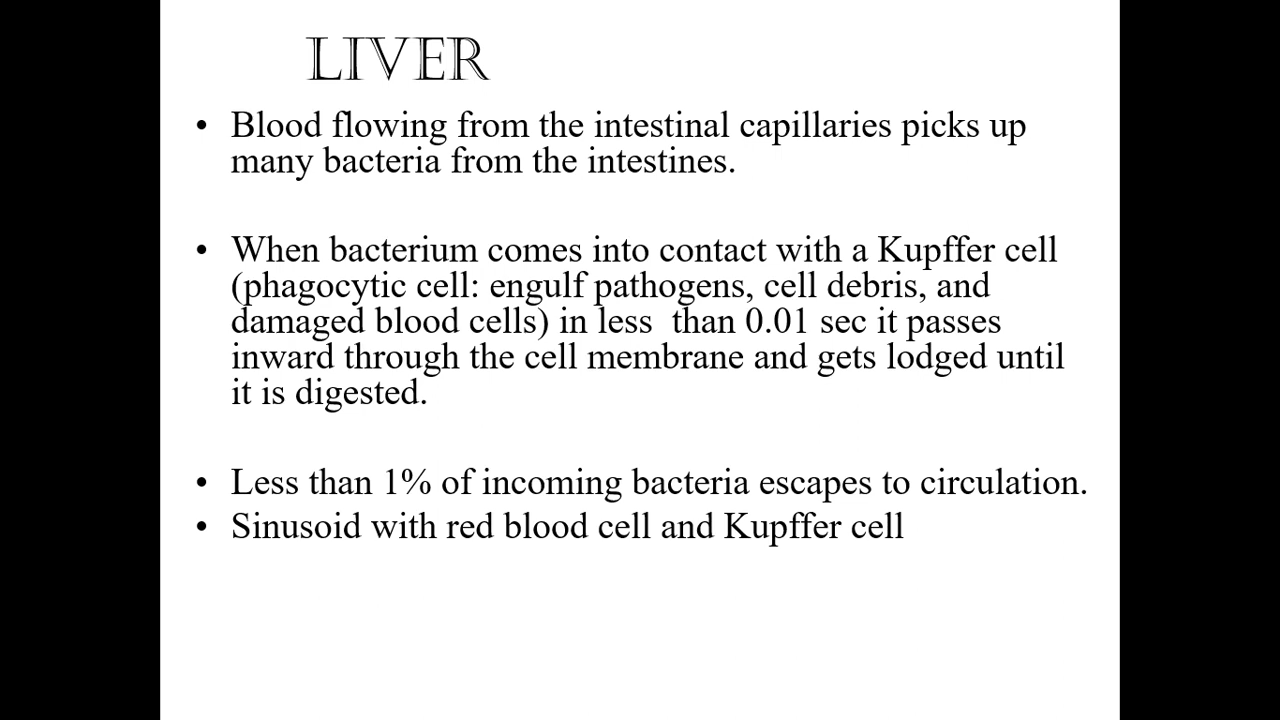 LIVER
• Blood flowing from the intestinal capillaries picks up
many bacteria from the intestines.
• When bacterium comes into contact with a Kupffer cell
(phagocytic cell: engulf pathogens, cell debris, and
damaged blood cells) in less  than 0.01 sec it passes
inward through the cell membrane and gets lodged until
it is digested.
• Less than 1% of incoming bacteria escapes to circulation.
• Sinusoid with red blood cell and Kupffer cell